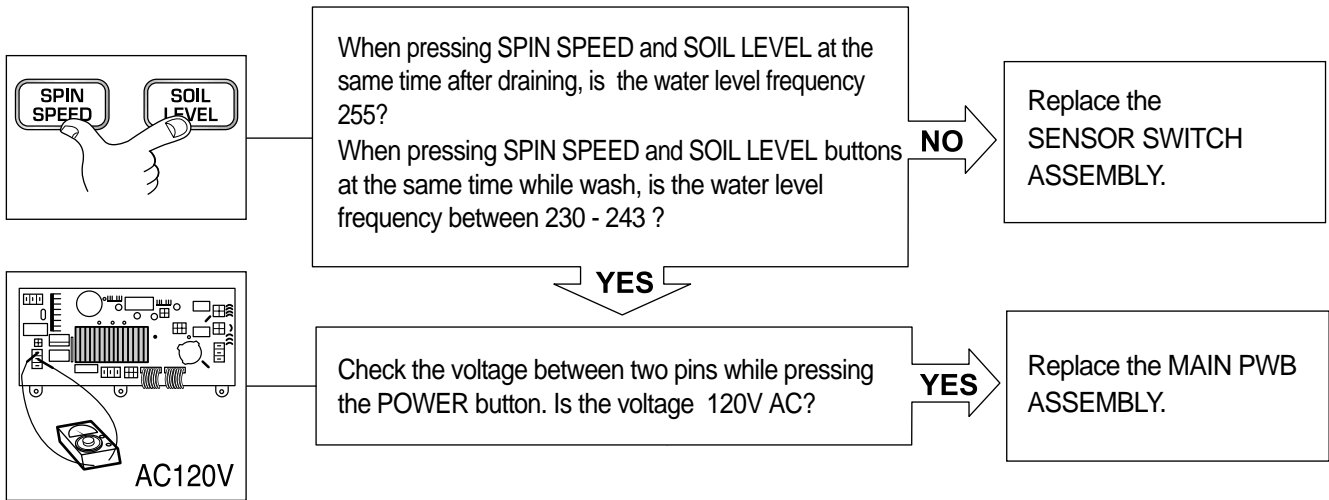 SPIN
SPEED
SOIL
LEVEL
When pressing SPIN SPEED and SOIL LEVEL at the
same time after draining, is the water level frequency
255?
When pressing SPIN SPEED and SOIL LEVEL buttons
at the same time while wash, is the water level
frequency between 230 - 243 ?
NO
Replace the
SENSOR SWITCH
ASSEMBLY.
YES
AC120V
Check the voltage between two pins while pressing
the POWER button. Is the voltage 120V AC?
YES
Replace the MAIN PWB
ASSEMBLY.